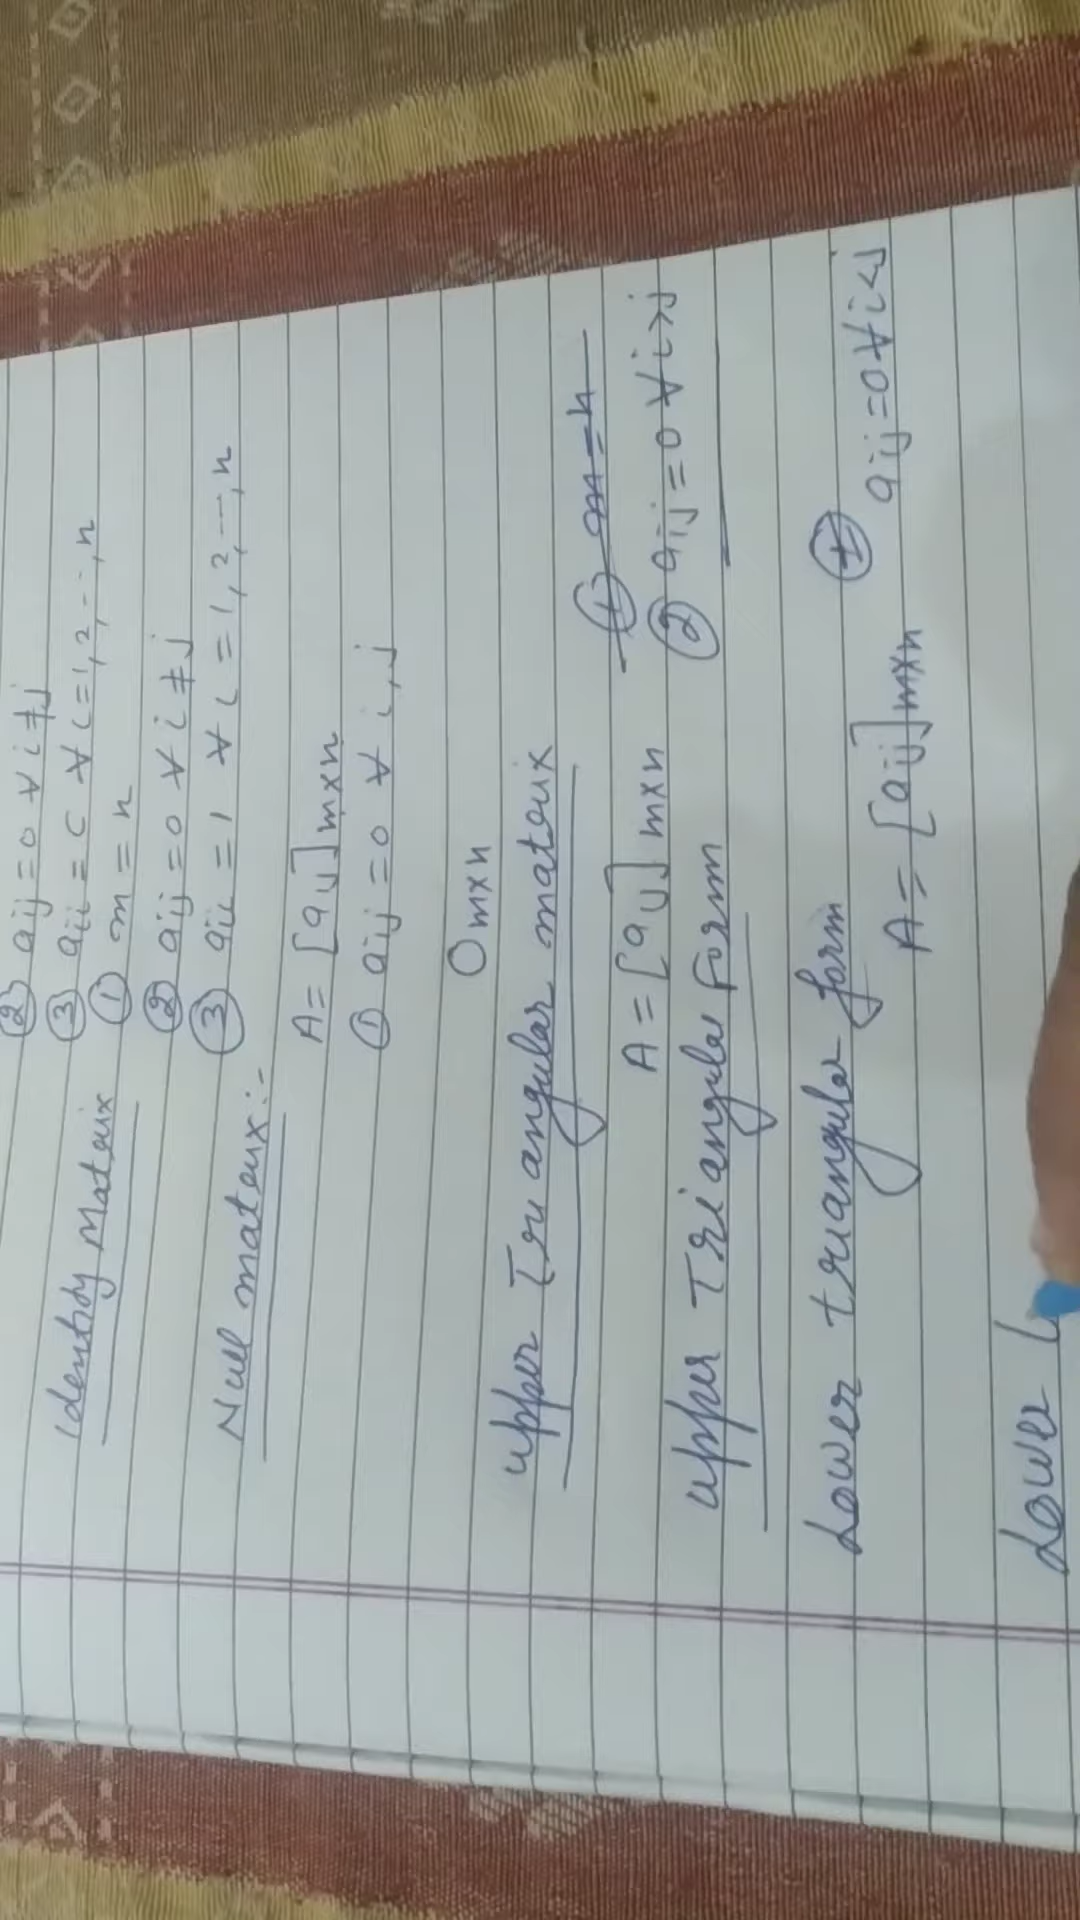 ② aij = 0 ∀ i ≠ j
③ aii = c ∀ i = 1, 2, ---, n
Identity Matrix ① m = n
② aij = 0 ∀ i ≠ j
③ aii = 1 ∀ i = 1, 2, ---, n
Null matrix :-
A = [aij] m×n
① aij = 0 ∀ i, j
O m×n
Upper Triangular matrix
① m = n
A = [aij] m×n
② aij = 0 ∀ i > j
Upper Triangular Form
Lower triangular form
① aij = 0 ∀ i < j
A = [aij] m×n
Lower